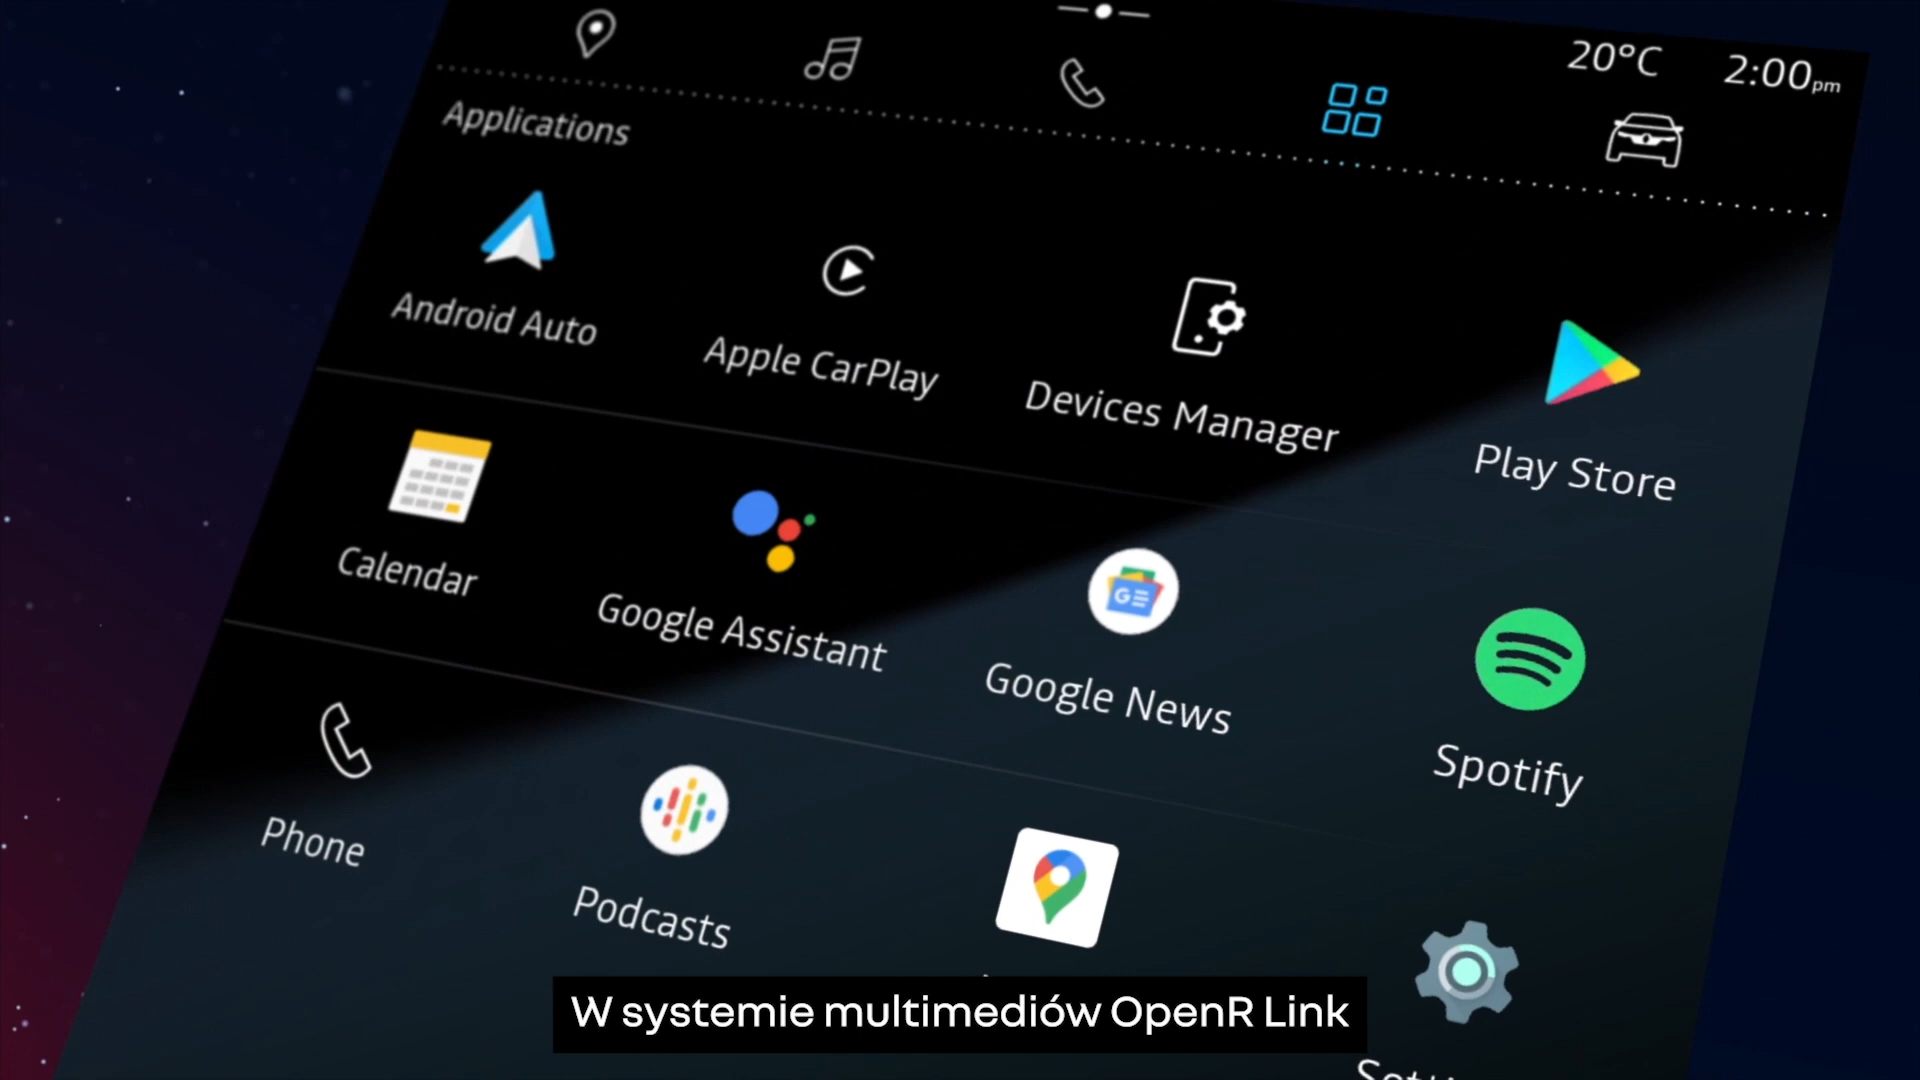 20°C 2:00pm
Applications
Android Auto
Apple CarPlay
Devices Manager
Play Store
Calendar
Google Assistant
Google News
Spotify
Phone
Podcasts
W systemie multimediów OpenR Link